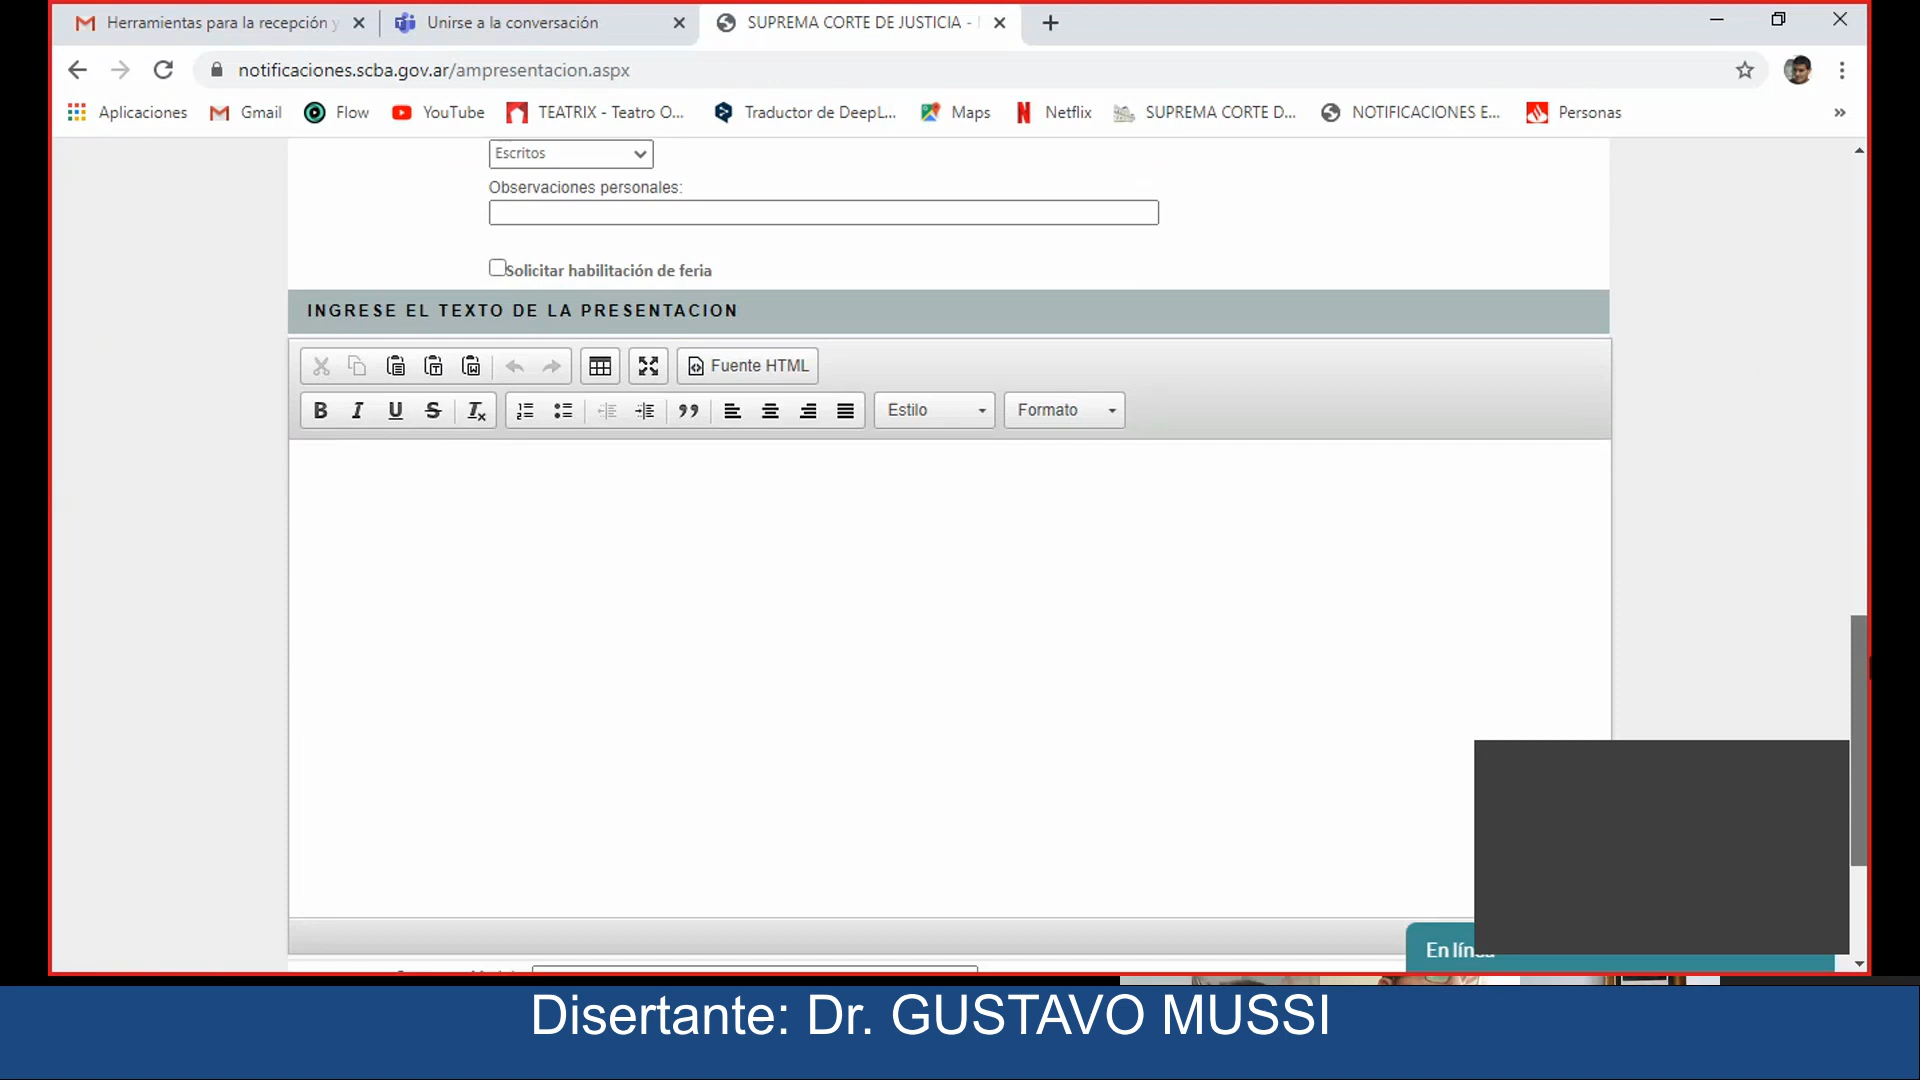 Herramientas para la recepción y
Unirse a la conversación
SUPREMA CORTE DE JUSTICIA -
notificaciones.scba.gov.ar/ampresentacion.aspx
Aplicaciones
Gmail
Flow
YouTube
TEATRIX - Teatro O...
Traductor de DeepL...
Maps
Netflix
SUPREMA CORTE D...
NOTIFICACIONES E...
Personas
Escritos
Observaciones personales:
Solicitar habilitación de feria
INGRESE EL TEXTO DE LA PRESENTACION
Fuente HTML
Estilo
Formato
En línea
Disertante: Dr. GUSTAVO MUSSI